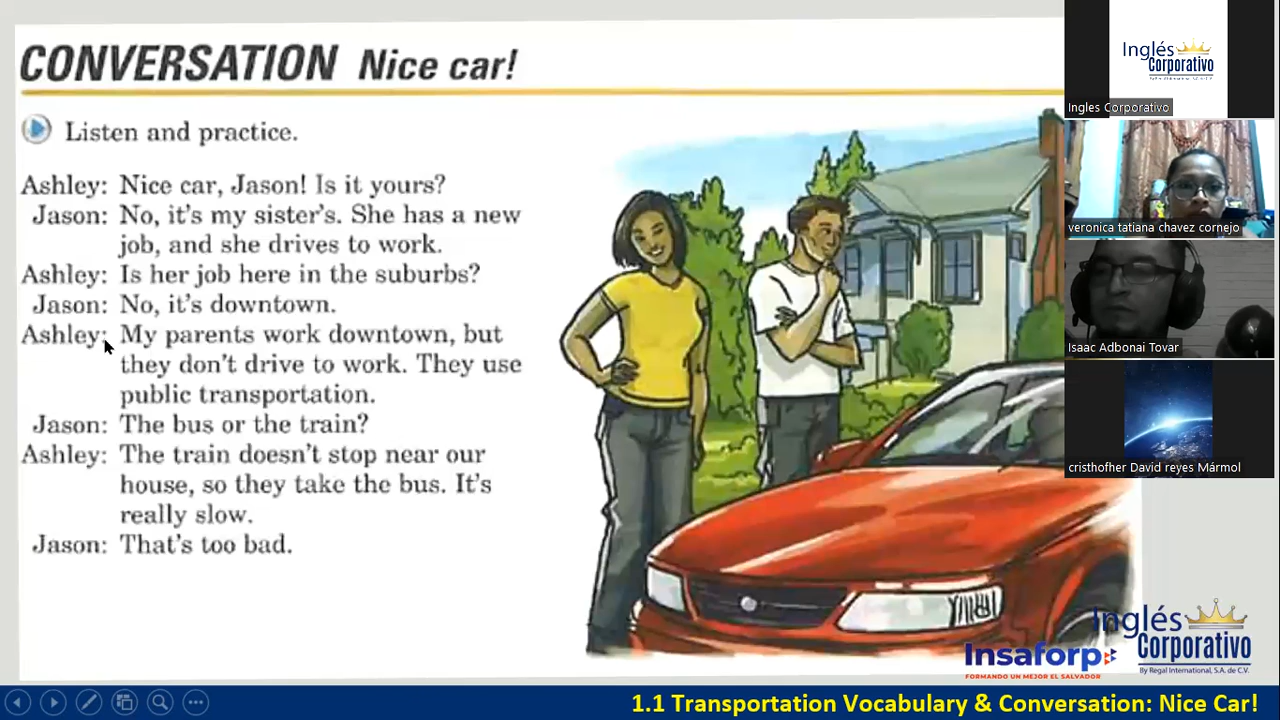 CONVERSATION Nice car!
Listen and practice.
Ashley: Nice car, Jason! Is it yours?
Jason: No, it's my sister's. She has a new
job, and she drives to work.
Ashley: Is her job here in the suburbs?
Jason: No, it's downtown.
Ashley: My parents work downtown, but
they don't drive to work. They use
public transportation.
Jason: The bus or the train?
Ashley: The train doesn't stop near our
house, so they take the bus. It's
really slow.
Jason: That's too bad.
Inglés
Corporativo
Ingles Corporativo
veronica tatiana chavez cornejo
Isaac Adbonai Tovar
cristhofher David reyes Mármol
Insaforp
FORMANDO UN MEJOR EL SALVADOR
Inglés
Corporativo
By Regal International, S.A. de C.V.
1.1 Transportation Vocabulary & Conversation: Nice Car!